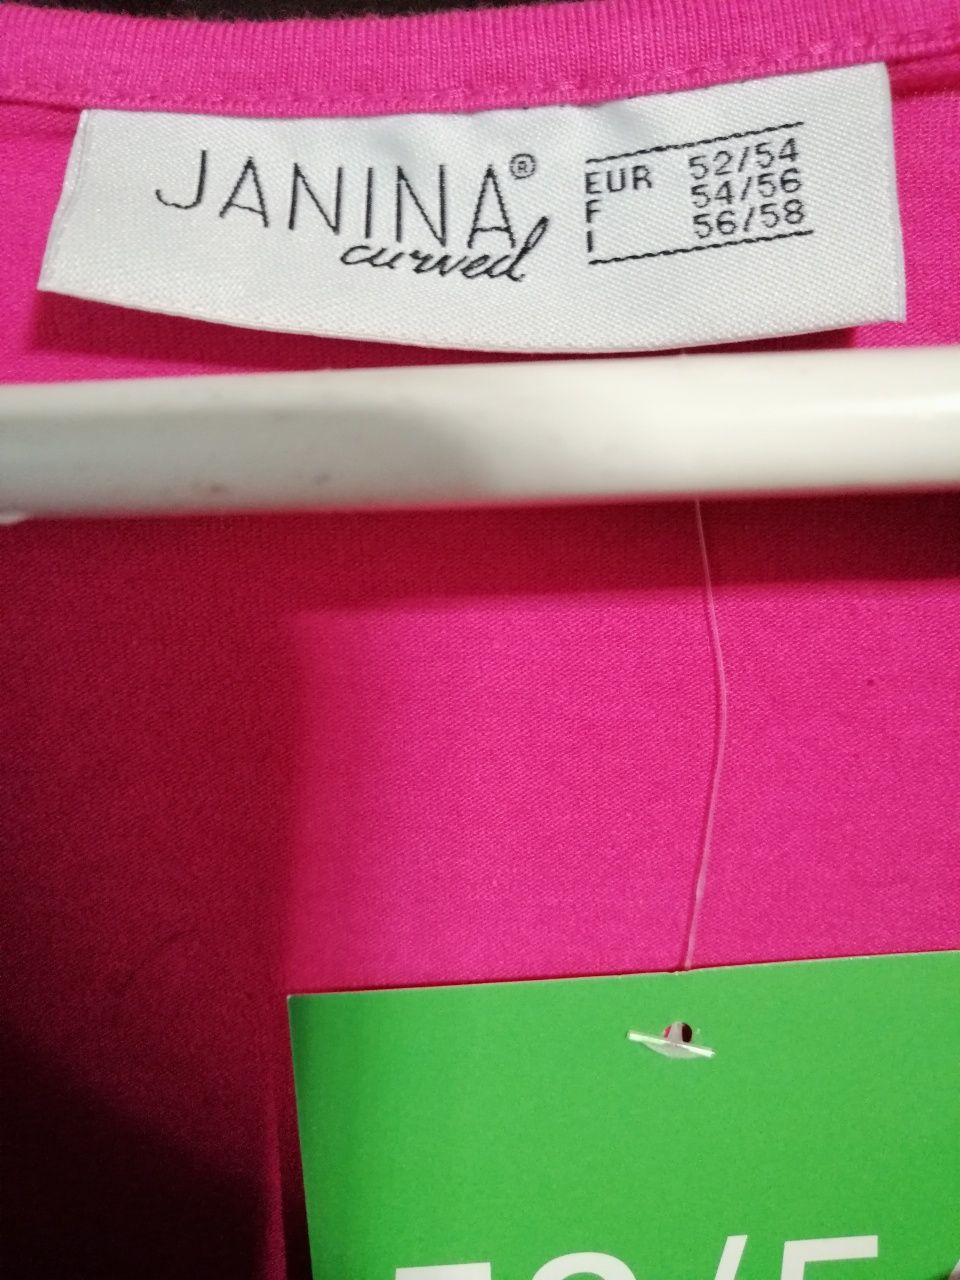 JANINA®
curved
EUR 52/54
F 54/56
I 56/58